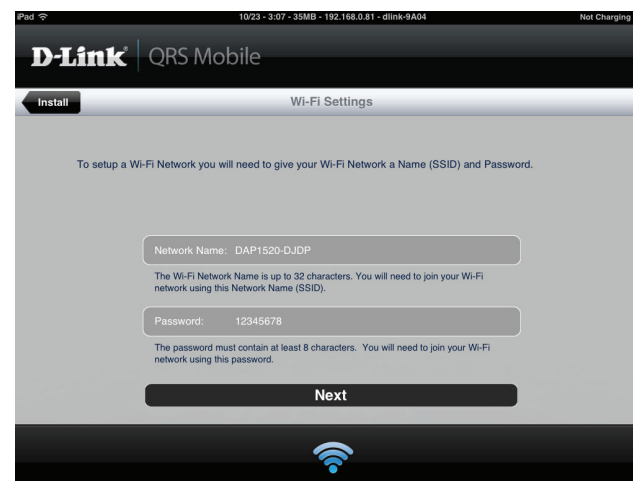 iPad 10/23 - 3:07 - 35MB - 192.168.0.81 - dlink-9A04 Not Charging
D-Link QRS Mobile
Install Wi-Fi Settings
To setup a Wi-Fi Network you will need to give your Wi-Fi Network a Name (SSID) and Password.
Network Name: DAP1520-DJDP
The Wi-Fi Network Name is up to 32 characters. You will need to join your Wi-Fi
network using this Network Name (SSID).
Password: 12345678
The password must contain at least 8 characters. You will need to join your Wi-Fi
network using this password.
Next